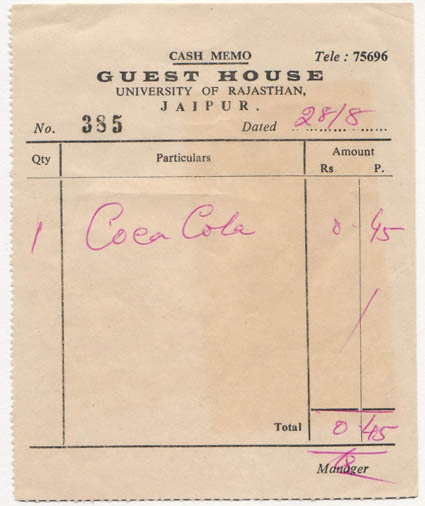 CASH MEMO Tele : 75696
GUEST HOUSE
UNIVERSITY OF RAJASTHAN,
JAIPUR.
No. 385 Dated 28/8
Qty Particulars Amount
Rs. P.
1 Coca Cola 0. 45
Total 0. 45
Manager